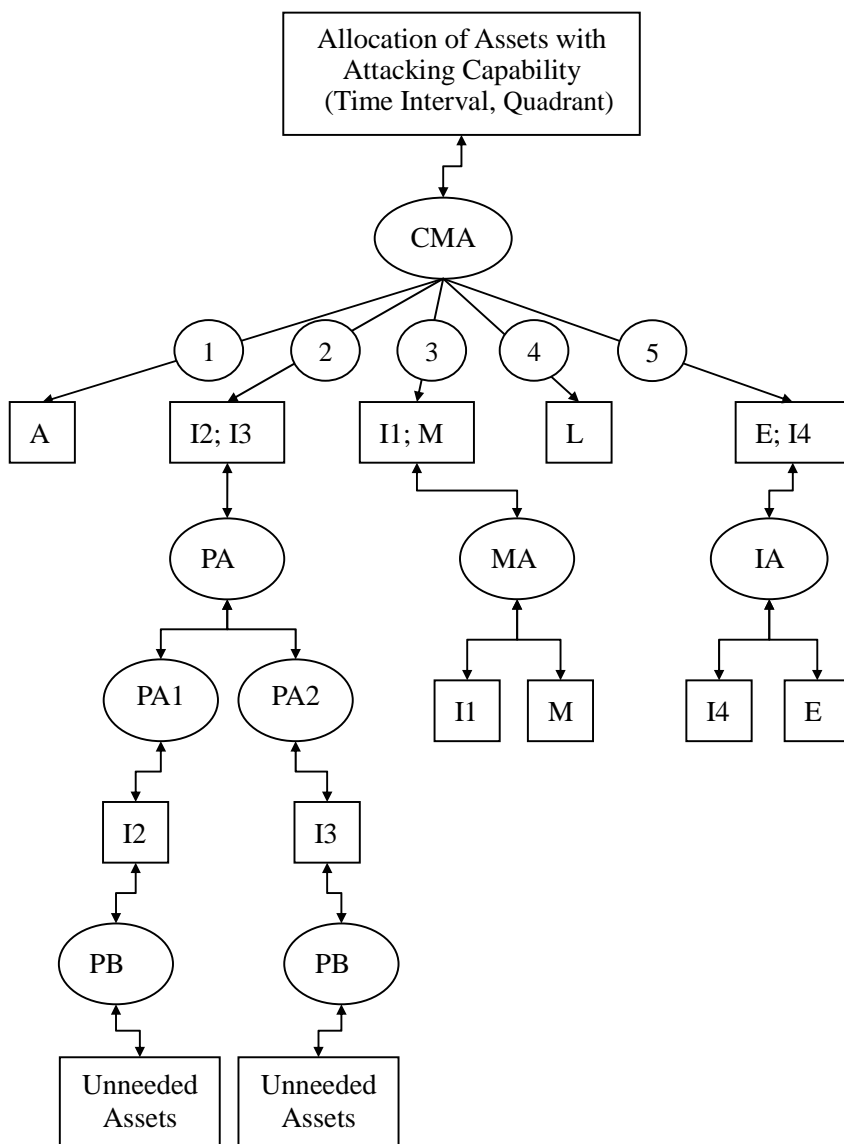 Allocation of Assets with
Attacking Capability
(Time Interval, Quadrant)
CMA
1
2
3
4
5
A
I2; I3
I1; M
L
E; I4
PA
MA
IA
PA1
PA2
I1
M
I4
E
I2
I3
PB
PB
Unneeded
Assets
Unneeded
Assets